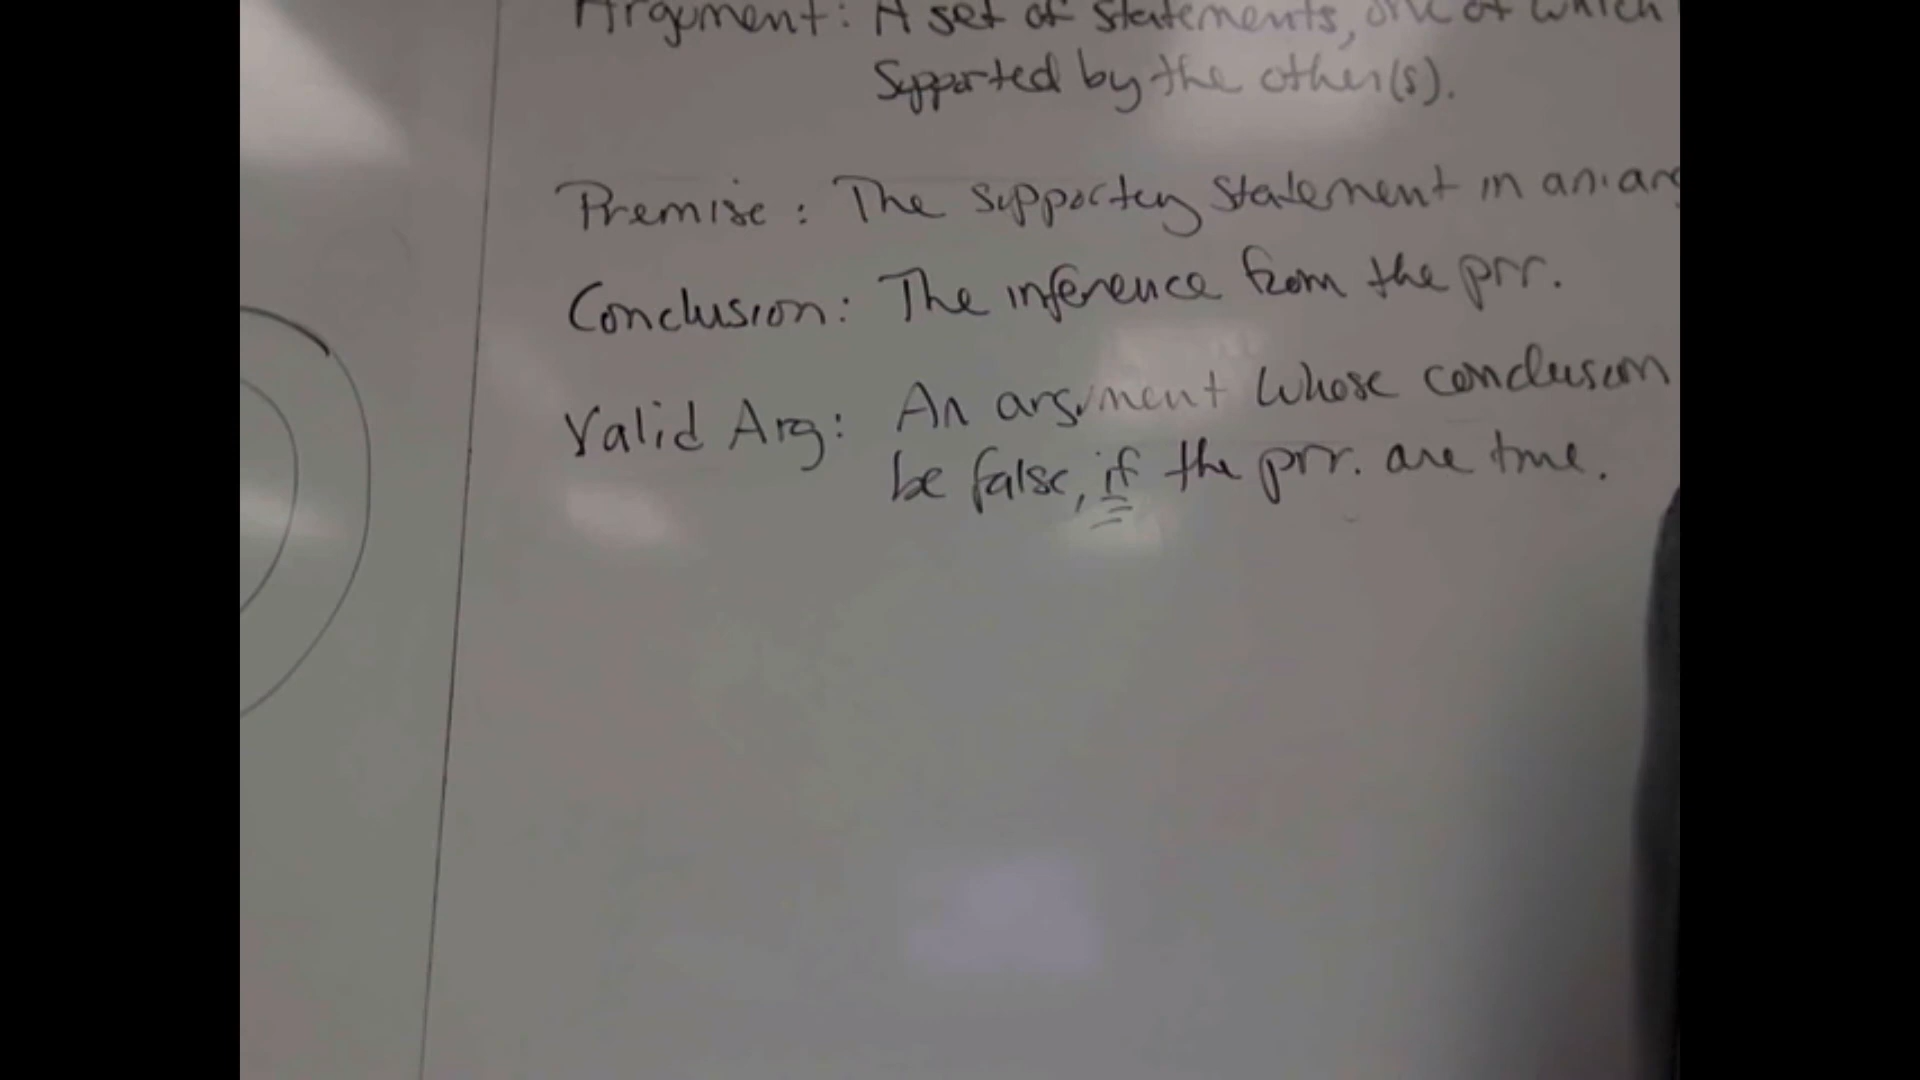 Argument: A set of statements, one of which
Supported by the other(s).
Premise: The supporting statement in an arg
Conclusion: The inference from the prr.
Valid Arg: An argument whose conclusion
be false, if the prr. are true.